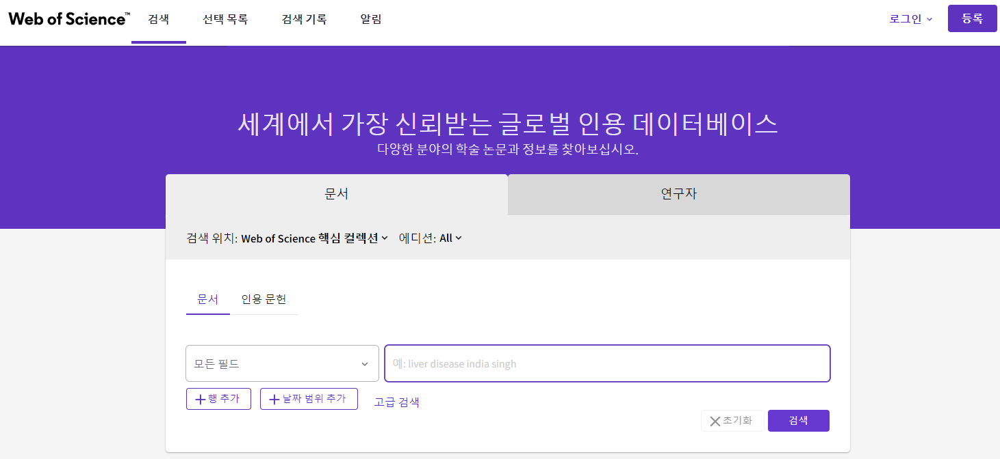 Web of Science™ 검색 선택 목록 검색 기록 알림 로그인 등록
세계에서 가장 신뢰받는 글로벌 인용 데이터베이스
다양한 분야의 학술 논문과 정보를 찾아보십시오.
문서 연구자
검색 위치: Web of Science 핵심 컬렉션 에디션: All
문서 인용 문헌
모든 필드 예: liver disease india singh
+행 추가 +날짜 범위 추가 고급 검색
×초기화 검색